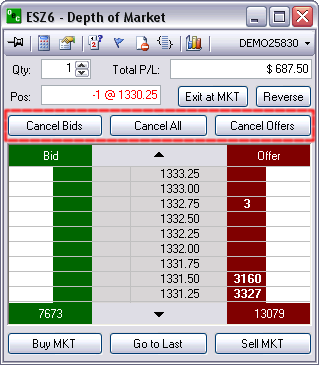 ESZ6 - Depth of Market
DEMO25830
Qty: 1 Total P/L: $ 687.50
Pos: -1 @ 1330.25 Exit at MKT Reverse
Cancel Bids Cancel All Cancel Offers
Bid Offer
1333.25
1333.00
1332.75 3
1332.50
1332.25
1332.00
1331.75
1331.50 3160
1331.25 3327
7673 13079
Buy MKT Go to Last Sell MKT